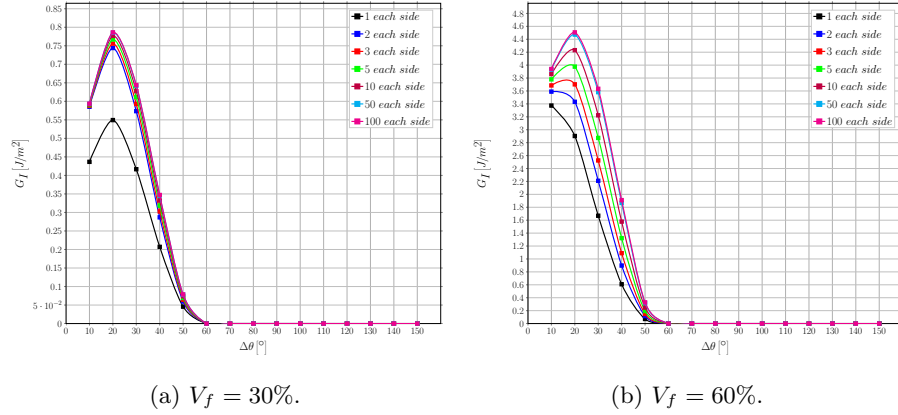 0.85
0.8
0.75
0.7
0.65
0.6
0.55
0.5
0.45
0.4
0.35
0.3
0.25
0.2
0.15
0.1
5 · 10⁻²
0
G_I [J/m²]
0 10 20 30 40 50 60 70 80 90 100 110 120 130 140 150
Δθ [°]
1 each side
2 each side
3 each side
5 each side
10 each side
50 each side
100 each side
(a) V_f = 30%.
4.8
4.6
4.4
4.2
4
3.8
3.6
3.4
3.2
3
2.8
2.6
2.4
2.2
2
1.8
1.6
1.4
1.2
1
0.8
0.6
0.4
0.2
0
G_I [J/m²]
0 10 20 30 40 50 60 70 80 90 100 110 120 130 140 150
Δθ [°]
1 each side
2 each side
3 each side
5 each side
10 each side
50 each side
100 each side
(b) V_f = 60%.